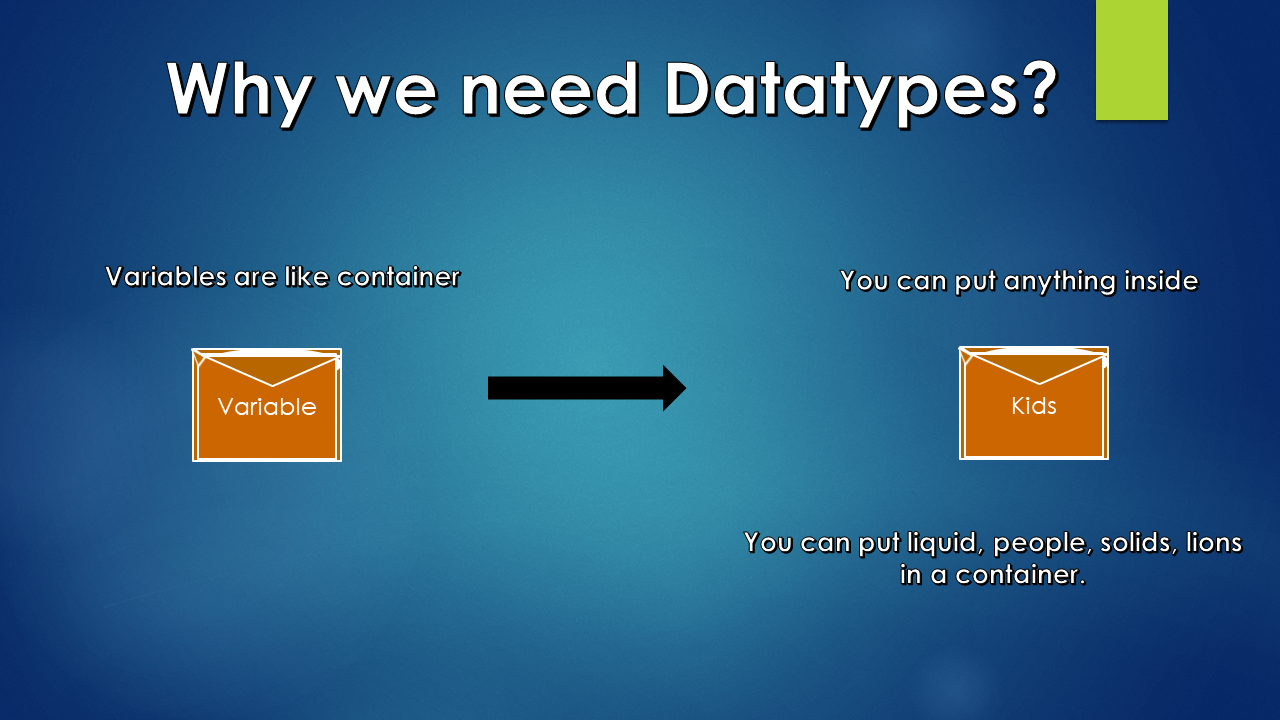 Why we need Datatypes?
Variables are like container
You can put anything inside
Variable
Kids
You can put liquid, people, solids, lions
in a container.